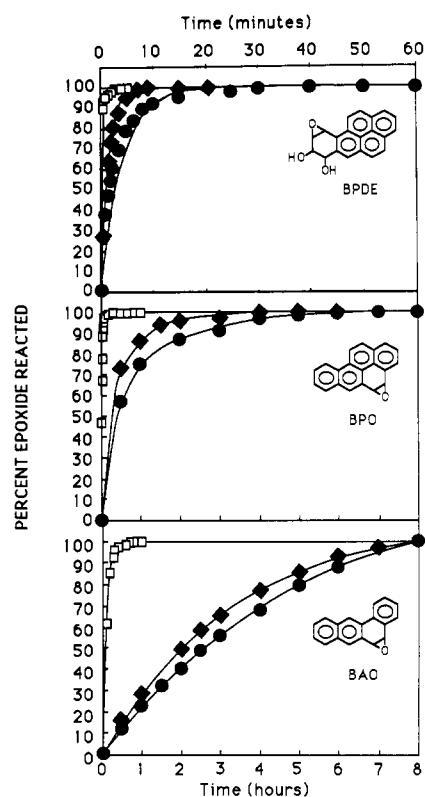 Time (minutes)
0 10 20 30 40 50 60
PERCENT EPOXIDE REACTED
100
90
80
70
60
50
40
30
20
10
0
O
HO
OH
BPDE
100
90
80
70
60
50
40
30
20
10
0
O
BPO
100
90
80
70
60
50
40
30
20
10
0
O
BAO
0 1 2 3 4 5 6 7 8
Time (hours)